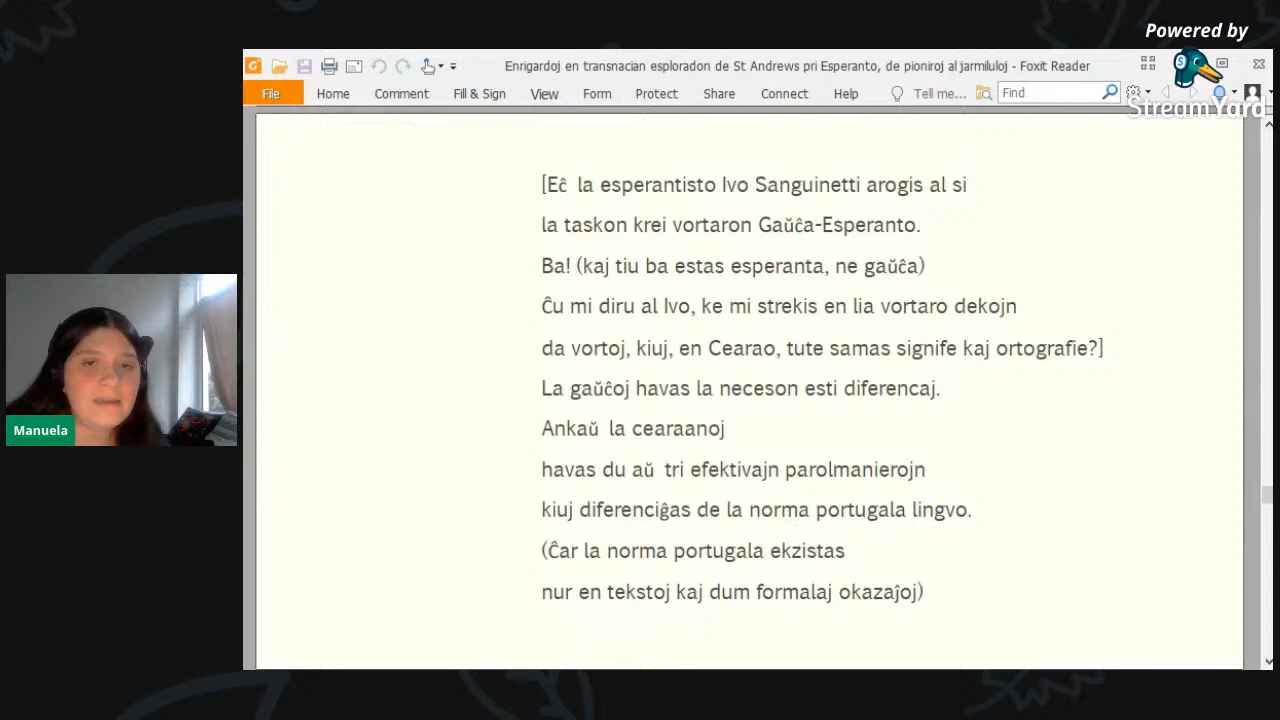 Powered by
StreamYard
Enrigardoj en transnacian esploradon de St Andrews pri Esperanto, de pioniroj al jarmiluloj - Foxit Reader
File Home Comment Fill & Sign View Form Protect Share Connect Help Tell me... Find
[Eĉ la esperantisto Ivo Sanguinetti arogis al si
la taskon krei vortaron Gaŭĉa-Esperanto.
Ba! (kaj tiu ba estas esperanta, ne gaŭĉa)
Ĉu mi diru al Ivo, ke mi strekis en lia vortaro dekojn
da vortoj, kiuj, en Cearao, tute samas signife kaj ortografie?]
La gaŭĉoj havas la neceson esti diferencaj.
Ankaŭ la cearaanoj
havas du aŭ tri efektivajn parolmanierojn
kiuj diferenciĝas de la norma portugala lingvo.
(Ĉar la norma portugala ekzistas
nur en tekstoj kaj dum formalaj okazaĵoj)
Manuela